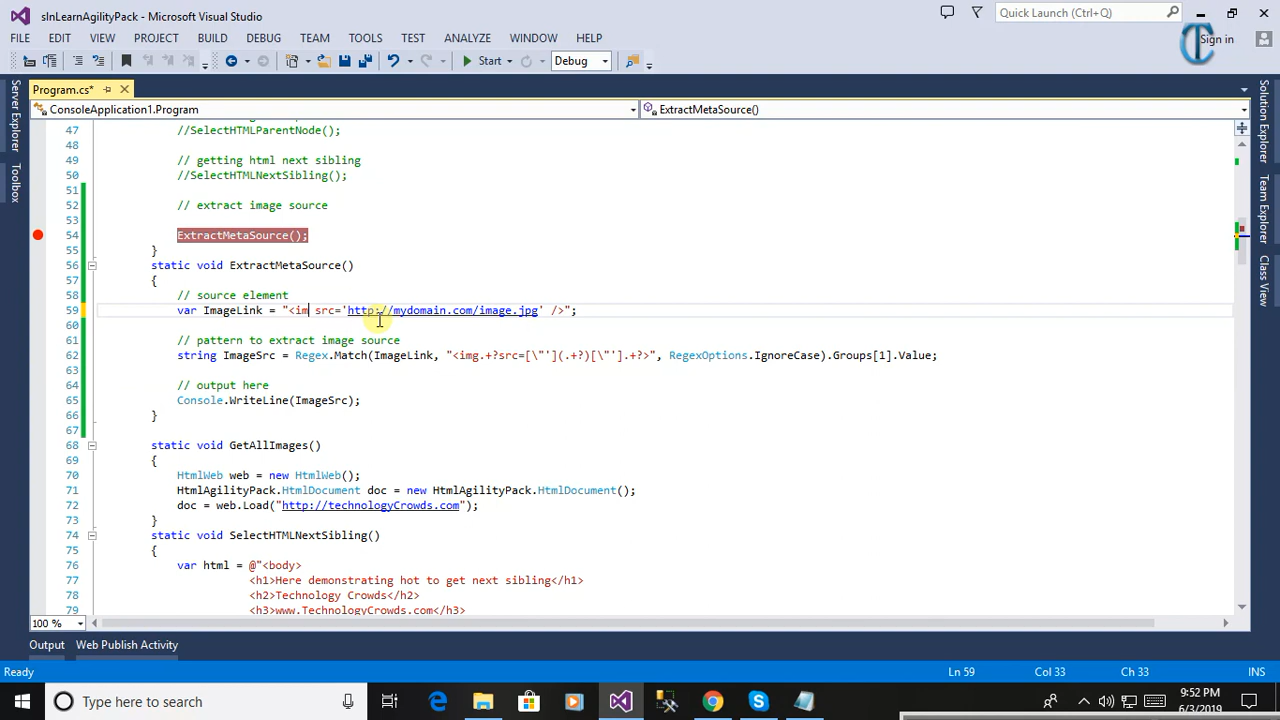 slnLearnAgilityPack - Microsoft Visual Studio
Quick Launch (Ctrl+Q)
FILE EDIT VIEW PROJECT BUILD DEBUG TEAM TOOLS TEST ANALYZE WINDOW HELP
Sign in
Start Debug
Program.cs*
ConsoleApplication1.Program ExtractMetaSource()
Server Explorer
Toolbox
Solution Explorer
Team Explorer
Class View
47 //SelectHTMLParentNode();
48
49 // getting html next sibling
50 //SelectHTMLNextSibling();
51
52 // extract image source
53
54 ExtractMetaSource();
55 }
56 static void ExtractMetaSource()
57 {
58 // source element
59 var ImageLink = "<im src='http://mydomain.com/image.jpg' />";
60
61 // pattern to extract image source
62 string ImageSrc = Regex.Match(ImageLink, "<img.+?src=[\"'](.+?)[\"'].+?>", RegexOptions.IgnoreCase).Groups[1].Value;
63
64 // output here
65 Console.WriteLine(ImageSrc);
66 }
67
68 static void GetAllImages()
69 {
70 HtmlWeb web = new HtmlWeb();
71 HtmlAgilityPack.HtmlDocument doc = new HtmlAgilityPack.HtmlDocument();
72 doc = web.Load("http://technologyCrowds.com");
73 }
74 static void SelectHTMLNextSibling()
75 {
76 var html = @"<body>
77 <h1>Here demonstrating hot to get next sibling</h1>
78 <h2>Technology Crowds</h2>
79 <h3>www.TechnologyCrowds.com</h3>
100 %
Output Web Publish Activity
Ready Ln 59 Col 33 Ch 33 INS
Type here to search
9:52 PM
6/3/2019